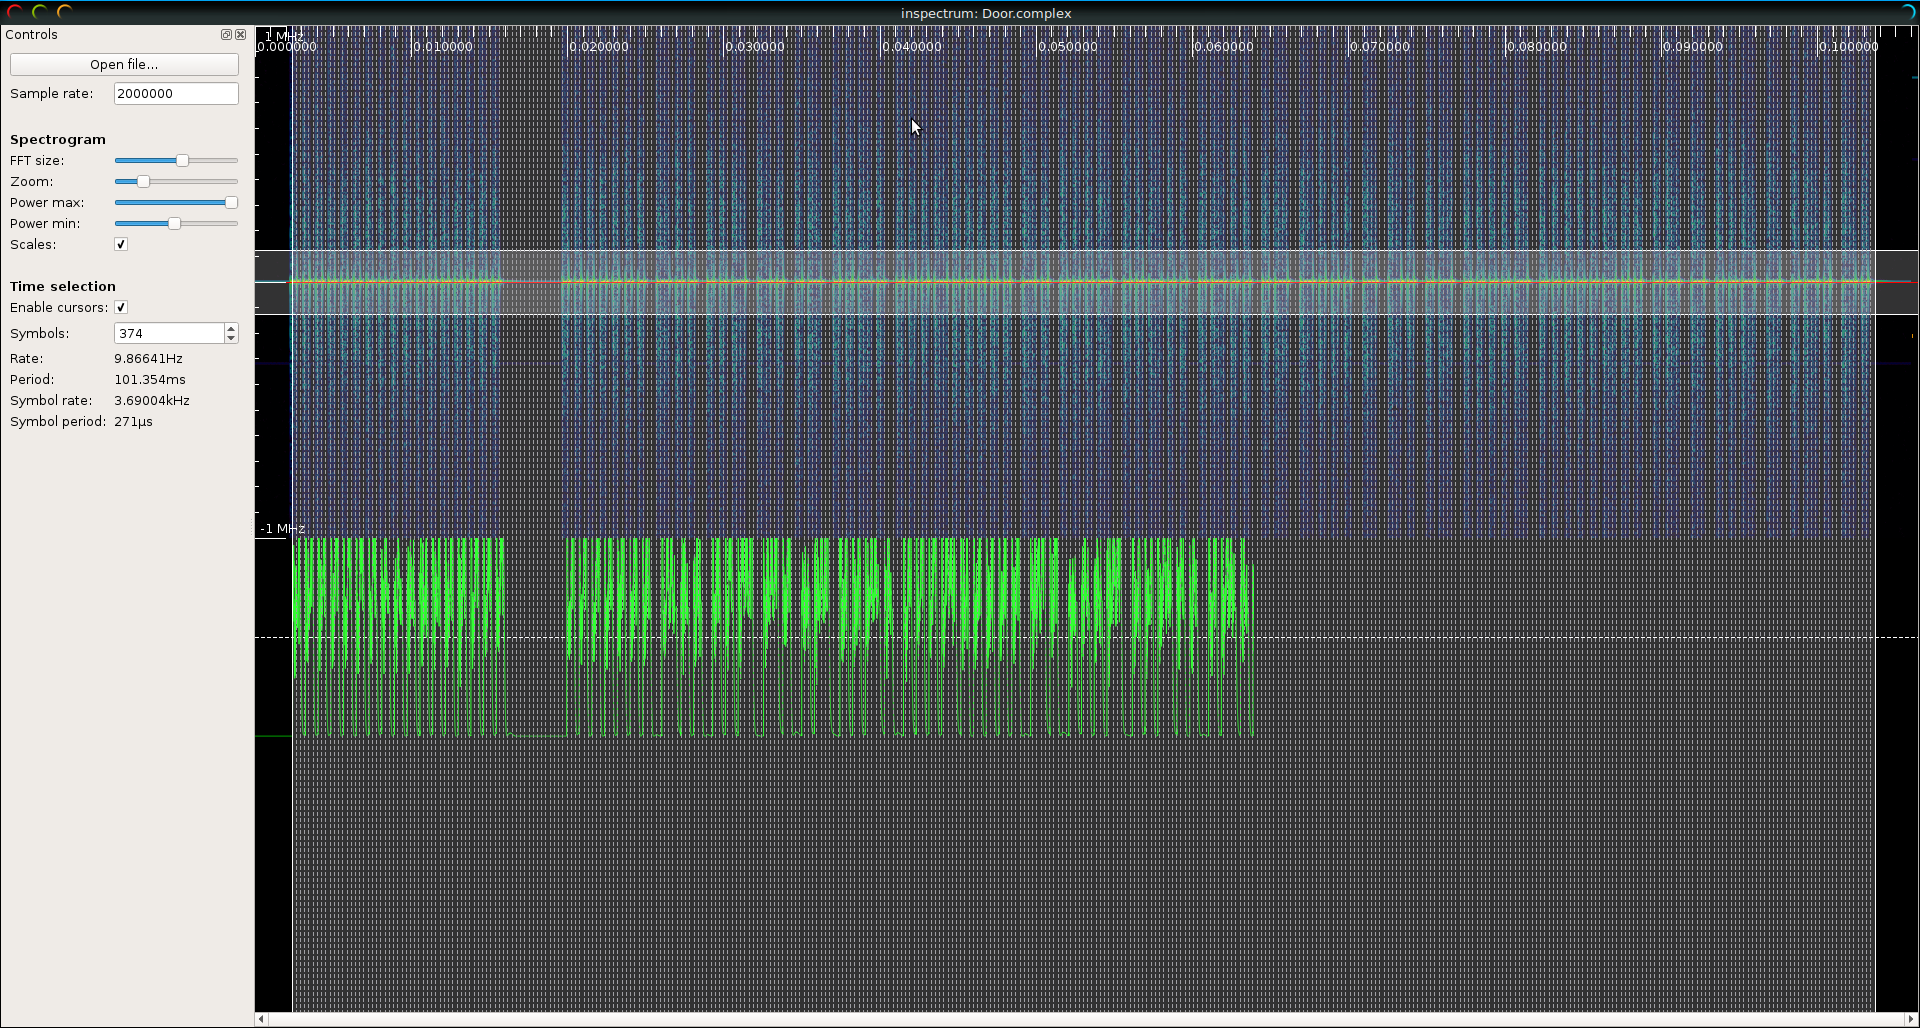 inspectrum: Door.complex
Controls
Open file...
Sample rate: 2000000
Spectrogram
FFT size:
Zoom:
Power max:
Power min:
Scales:
Time selection
Enable cursors:
Symbols: 374
Rate: 9.86641Hz
Period: 101.354ms
Symbol rate: 3.69004kHz
Symbol period: 271µs
1 MHz
0.000000 0.010000 0.020000 0.030000 0.040000 0.050000 0.060000 0.070000 0.080000 0.090000 0.100000
-1 MHz